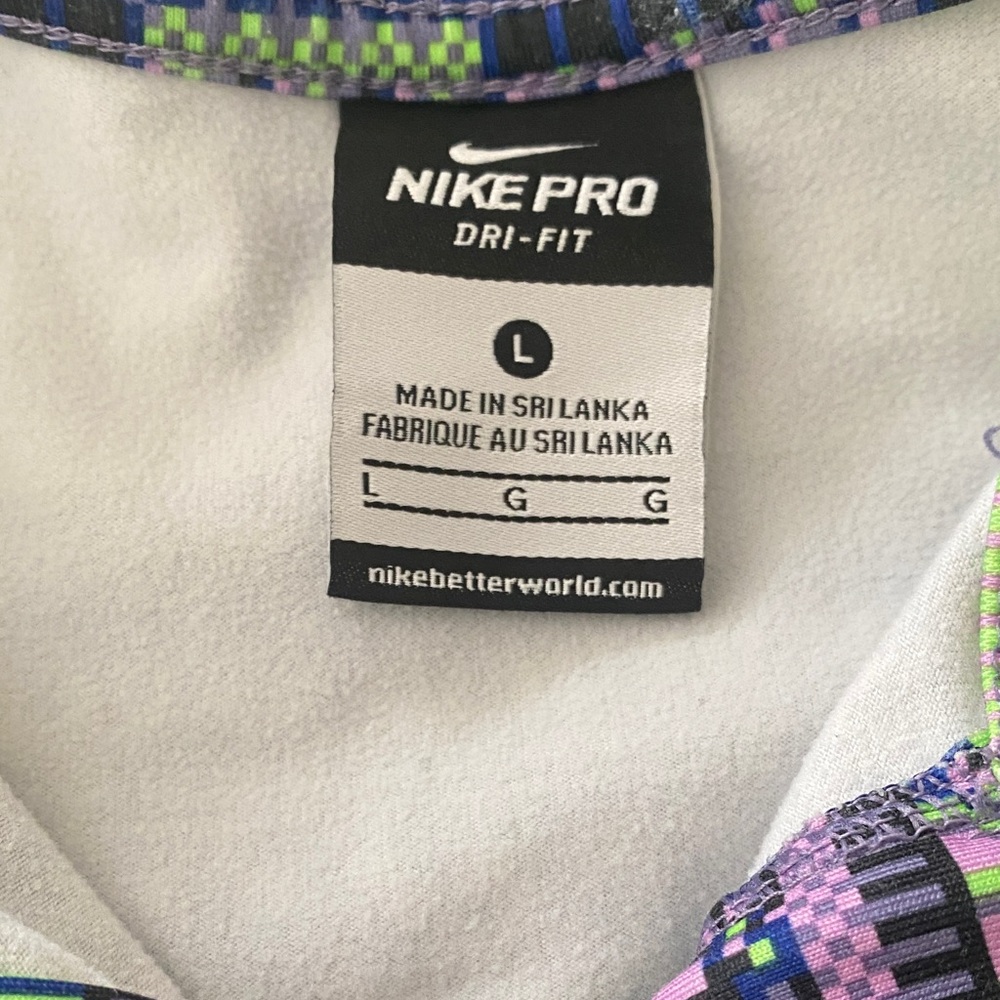 NIKE PRO
DRI-FIT
L
MADE IN SRI LANKA
FABRIQUE AU SRI LANKA
L G G
nikebetterworld.com